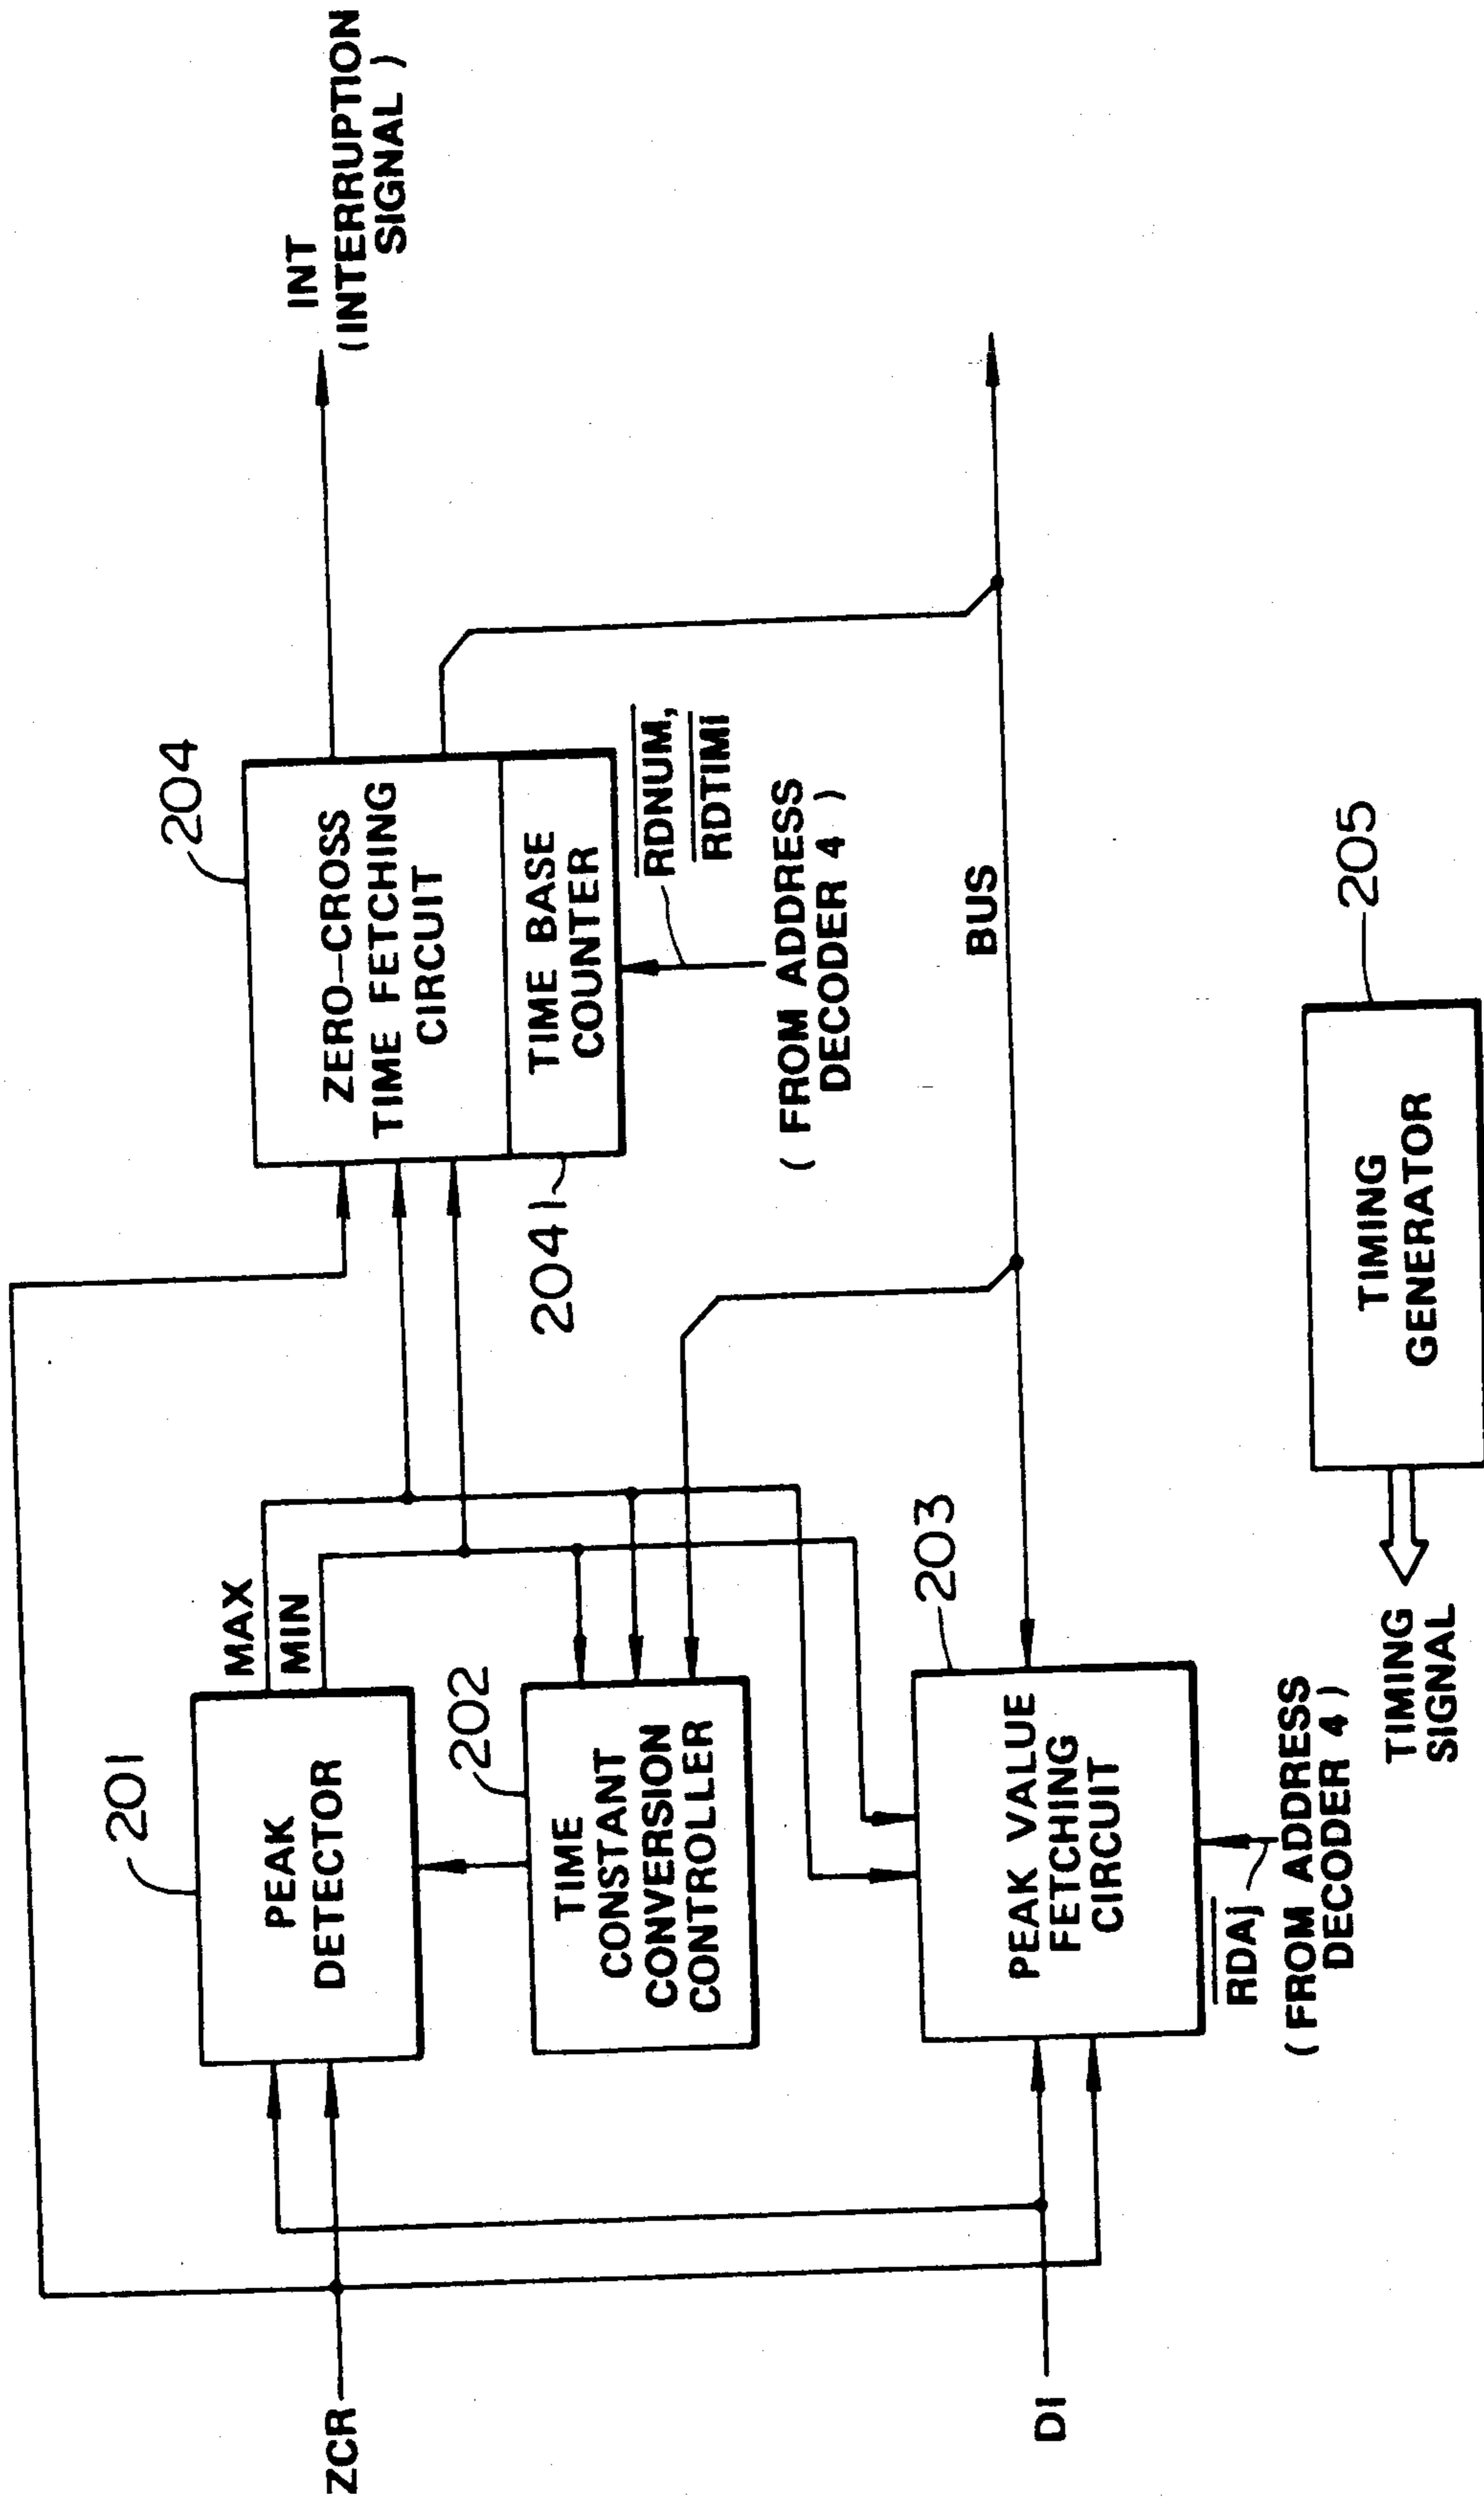 INT
(INTERRUPTION
SIGNAL )
204
ZERO-CROSS
TIME FETCHING
CIRCUIT
TIME BASE
COUNTER
2041
RDNUM,
RDTIMi
( FROM ADDRESS
DECODER 4 )
BUS
201
PEAK
DETECTOR
MAX
MIN
202
TIME
CONSTANT
CONVERSION
CONTROLLER
203
PEAK VALUE
FETCHING
CIRCUIT
RDAj
( FROM ADDRESS
DECODER 4 )
ZCR
DI
205
TIMING
GENERATOR
TIMING
SIGNAL